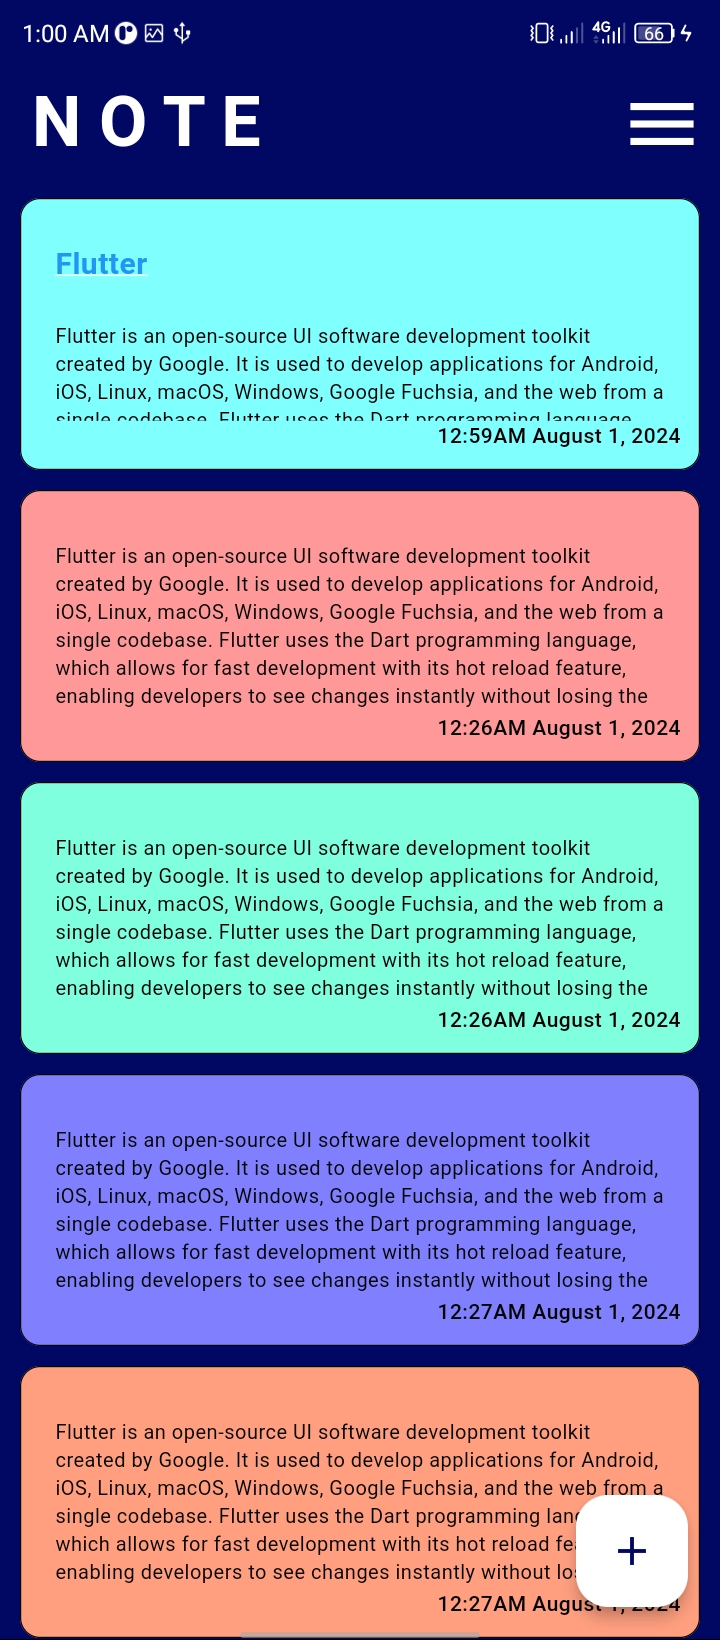 1:00 AM
4G
66
NOTE
Flutter
Flutter is an open-source UI software development toolkit
created by Google. It is used to develop applications for Android,
iOS, Linux, macOS, Windows, Google Fuchsia, and the web from a
single codebase. Flutter uses the Dart programming language
12:59AM August 1, 2024
Flutter is an open-source UI software development toolkit
created by Google. It is used to develop applications for Android,
iOS, Linux, macOS, Windows, Google Fuchsia, and the web from a
single codebase. Flutter uses the Dart programming language,
which allows for fast development with its hot reload feature,
enabling developers to see changes instantly without losing the
12:26AM August 1, 2024
Flutter is an open-source UI software development toolkit
created by Google. It is used to develop applications for Android,
iOS, Linux, macOS, Windows, Google Fuchsia, and the web from a
single codebase. Flutter uses the Dart programming language,
which allows for fast development with its hot reload feature,
enabling developers to see changes instantly without losing the
12:26AM August 1, 2024
Flutter is an open-source UI software development toolkit
created by Google. It is used to develop applications for Android,
iOS, Linux, macOS, Windows, Google Fuchsia, and the web from a
single codebase. Flutter uses the Dart programming language,
which allows for fast development with its hot reload feature,
enabling developers to see changes instantly without losing the
12:27AM August 1, 2024
Flutter is an open-source UI software development toolkit
created by Google. It is used to develop applications for Android,
iOS, Linux, macOS, Windows, Google Fuchsia, and the web from a
single codebase. Flutter uses the Dart programming
which allows for fast development with its hot reload
enabling developers to see changes instantly without
12:27AM August 1, 2024